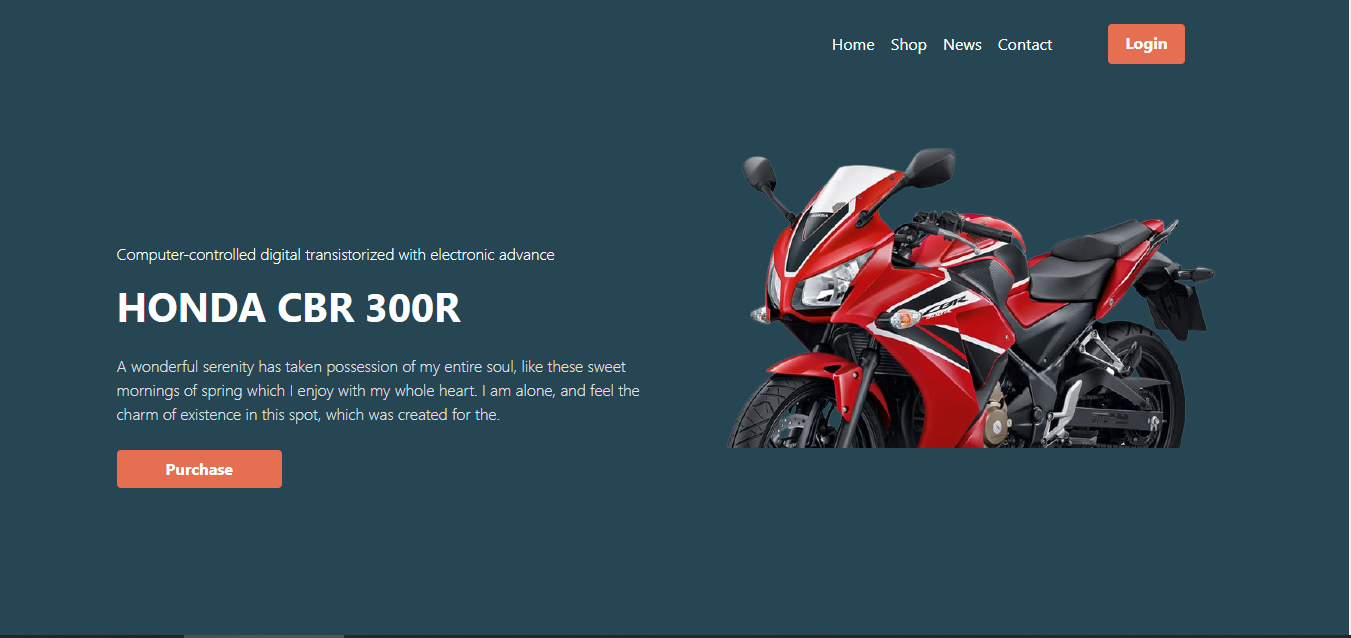 Home Shop News Contact Login
Computer-controlled digital transistorized with electronic advance
HONDA CBR 300R
A wonderful serenity has taken possession of my entire soul, like these sweet
mornings of spring which I enjoy with my whole heart. I am alone, and feel the
charm of existence in this spot, which was created for the.
Purchase
HONDA
CBR